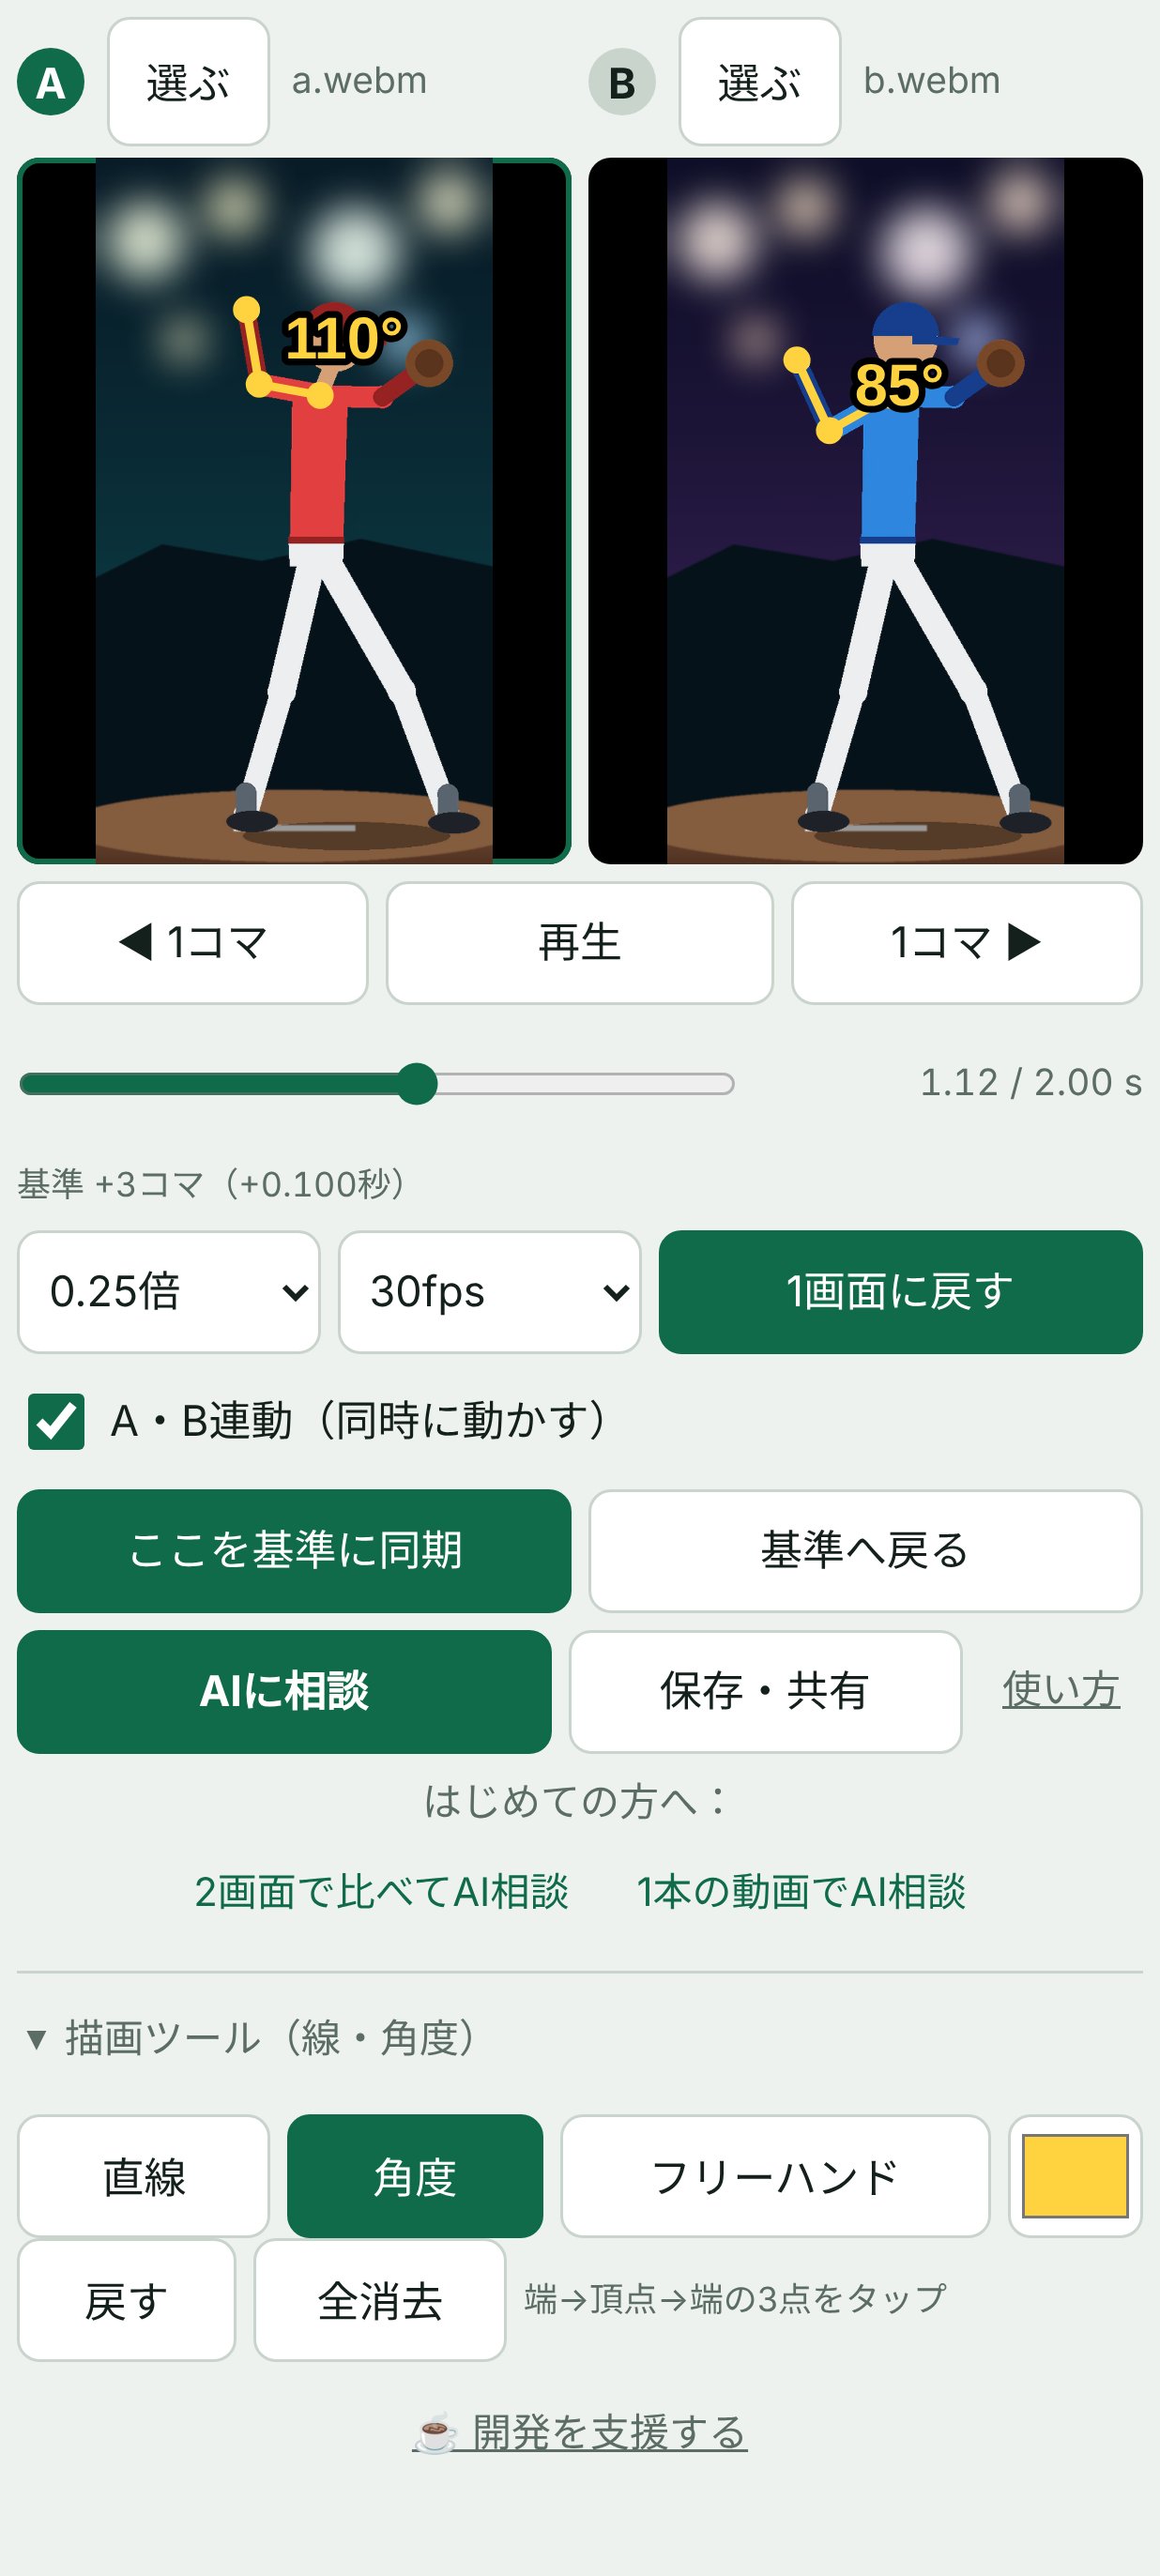 A 選ぶ a.webm B 選ぶ b.webm
110° 85°
◀ 1コマ 再生 1コマ ▶
1.12 / 2.00 s
基準 +3コマ（+0.100秒）
0.25倍 30fps 1画面に戻す
A・B連動（同時に動かす）
ここを基準に同期 基準へ戻る
AIに相談 保存・共有 使い方
はじめての方へ：
2画面で比べてAI相談 1本の動画でAI相談
▼ 描画ツール（線・角度）
直線 角度 フリーハンド
戻す 全消去 端→頂点→端の3点をタップ
☕ 開発を支援する